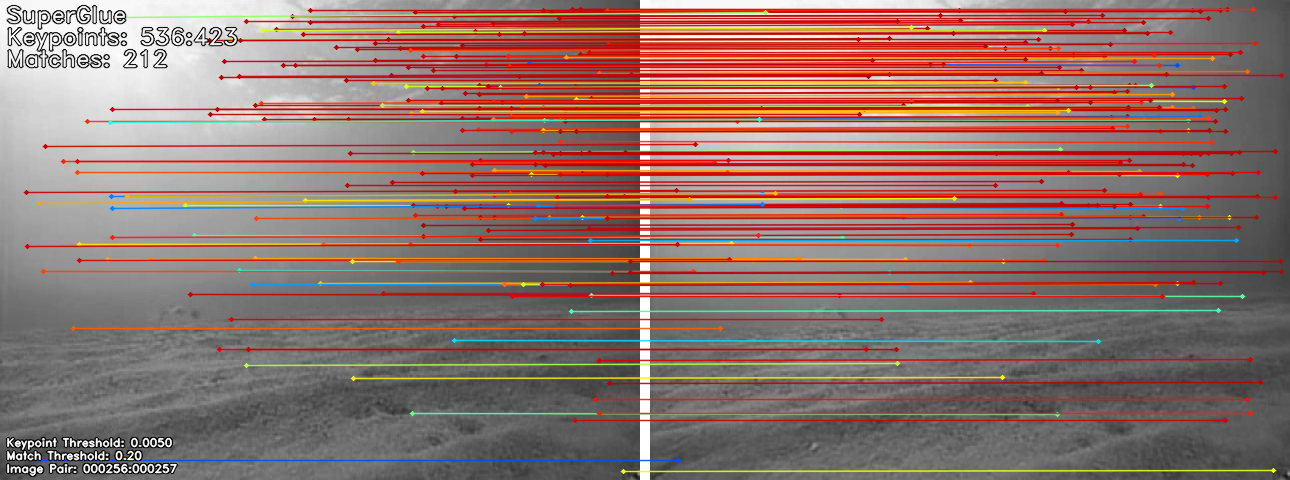 SuperGlue
Keypoints: 536:423
Matches: 212
Keypoint Threshold: 0.0050
Match Threshold: 0.20
Image Pair: 000256:000257